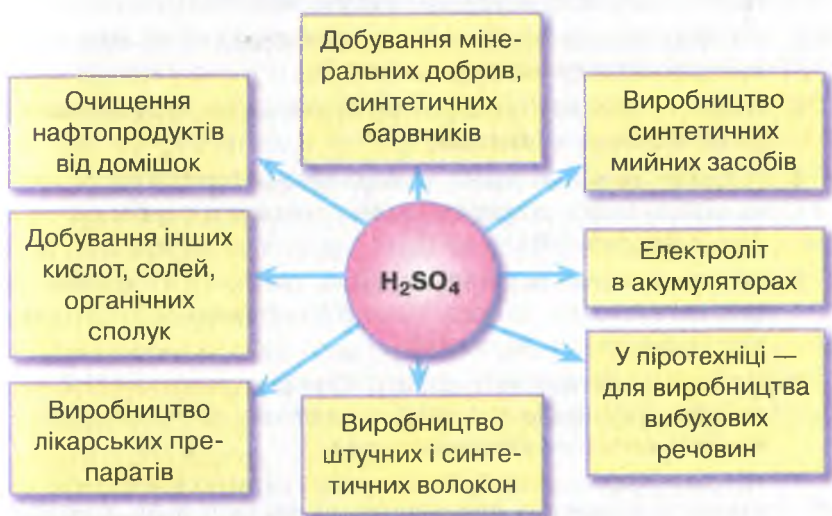 Добування міне-
ральних добрив,
синтетичних
барвників
Очищення
нафтопродуктів
від домішок
Виробництво
синтетичних
мийних засобів
Добування інших
кислот, солей,
органічних
сполук
H₂SO₄
Електроліт
в акумуляторах
Виробництво
лікарських пре-
паратів
Виробництво
штучних і синте-
тичних волокон
У піротехніці —
для виробництва
вибухових
речовин